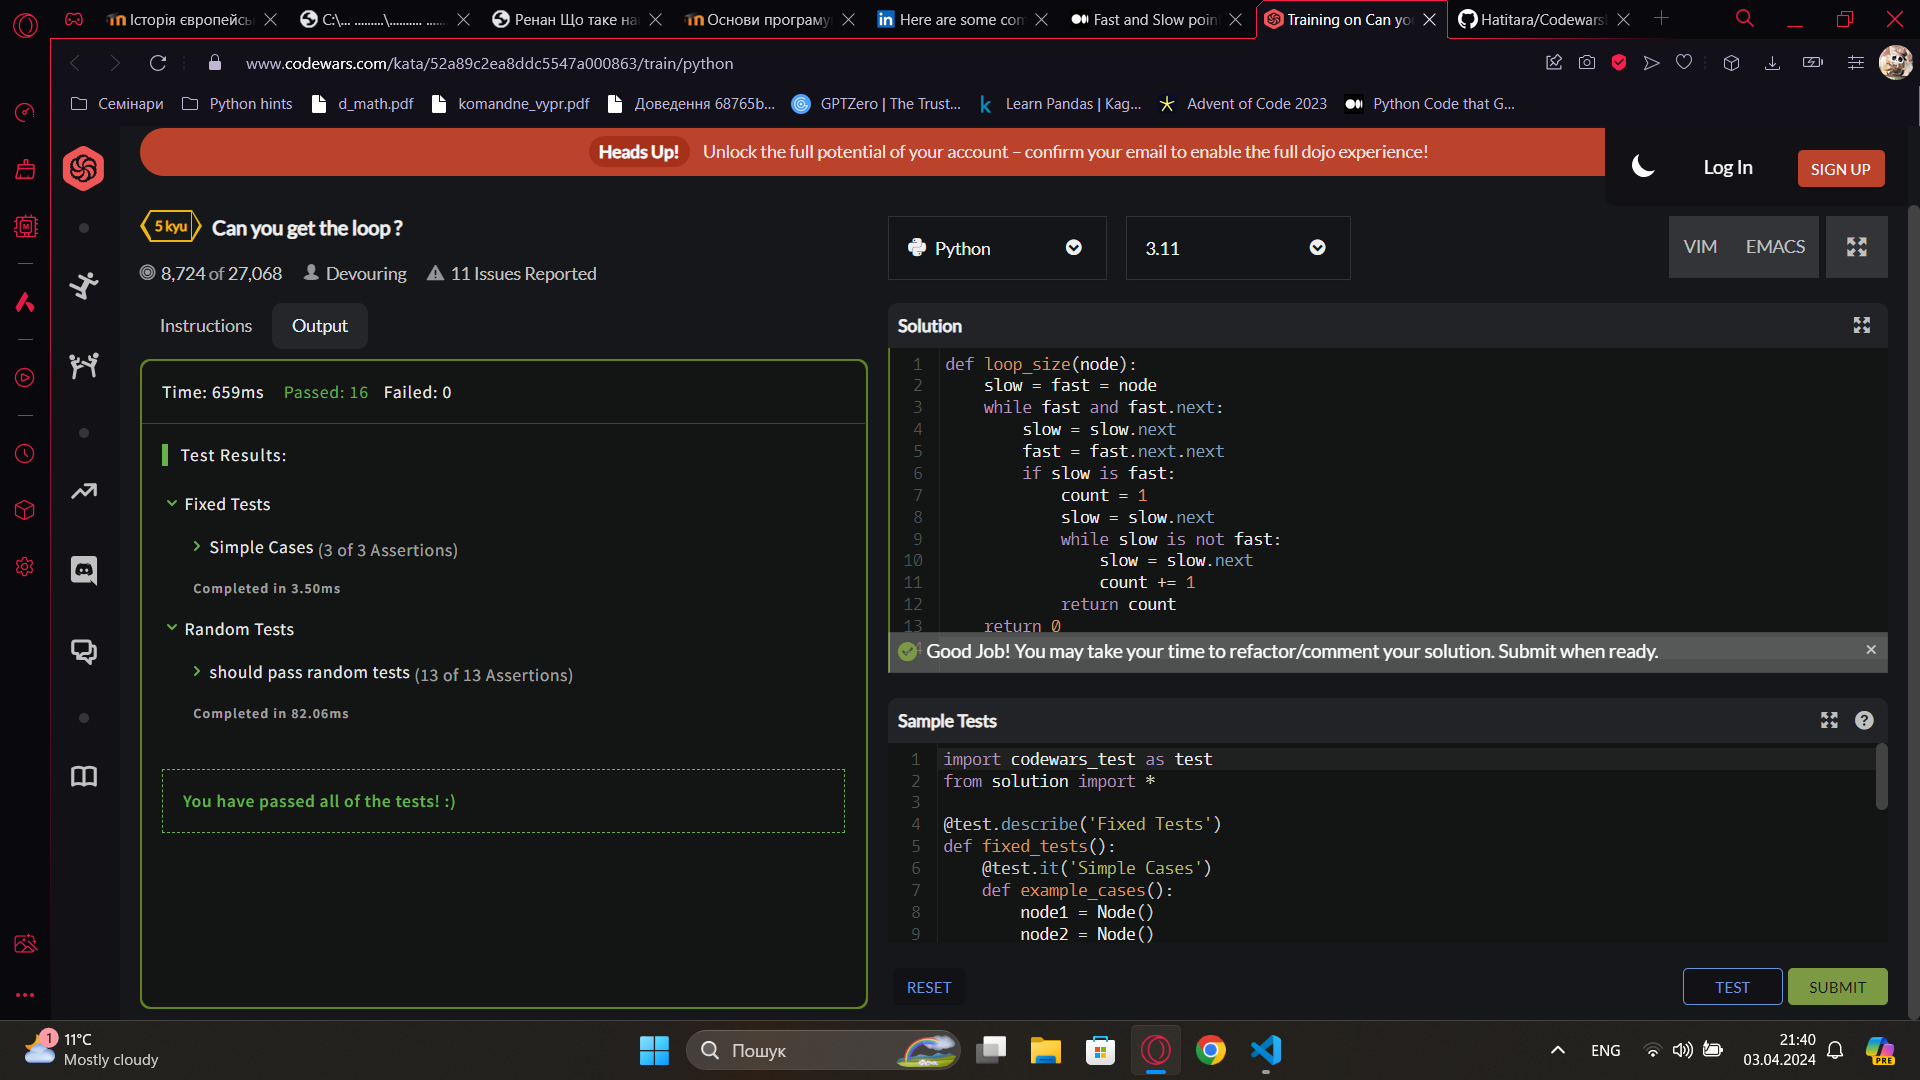 Історія європейсь
C:\... .........\.......... ......
Ренан Що таке на
Основи програму
Here are some com
Fast and Slow poin
Training on Can yo
Hatitara/Codewars
www.codewars.com/kata/52a89c2ea8ddc5547a000863/train/python
Семінари
Python hints
d_math.pdf
komandne_vypr.pdf
Доведення 68765b...
GPTZero | The Trust...
Learn Pandas | Kag...
Advent of Code 2023
Python Code that G...
Heads Up! Unlock the full potential of your account – confirm your email to enable the full dojo experience!
Log In
SIGN UP
5 kyu Can you get the loop ?
8,724 of 27,068 Devouring 11 Issues Reported
Python
3.11
VIM EMACS
Instructions
Output
Time: 659ms Passed: 16 Failed: 0
Test Results:
Fixed Tests
Simple Cases (3 of 3 Assertions)
Completed in 3.50ms
Random Tests
should pass random tests (13 of 13 Assertions)
Completed in 82.06ms
You have passed all of the tests! :)
Solution
1 def loop_size(node):
2 slow = fast = node
3 while fast and fast.next:
4 slow = slow.next
5 fast = fast.next.next
6 if slow is fast:
7 count = 1
8 slow = slow.next
9 while slow is not fast:
10 slow = slow.next
11 count += 1
12 return count
13 return 0
Good Job! You may take your time to refactor/comment your solution. Submit when ready.
Sample Tests
1 import codewars_test as test
2 from solution import *
3
4 @test.describe('Fixed Tests')
5 def fixed_tests():
6 @test.it('Simple Cases')
7 def example_cases():
8 node1 = Node()
9 node2 = Node()
RESET
TEST
SUBMIT
1
11°C
Mostly cloudy
Пошук
ENG
21:40
03.04.2024
PRE